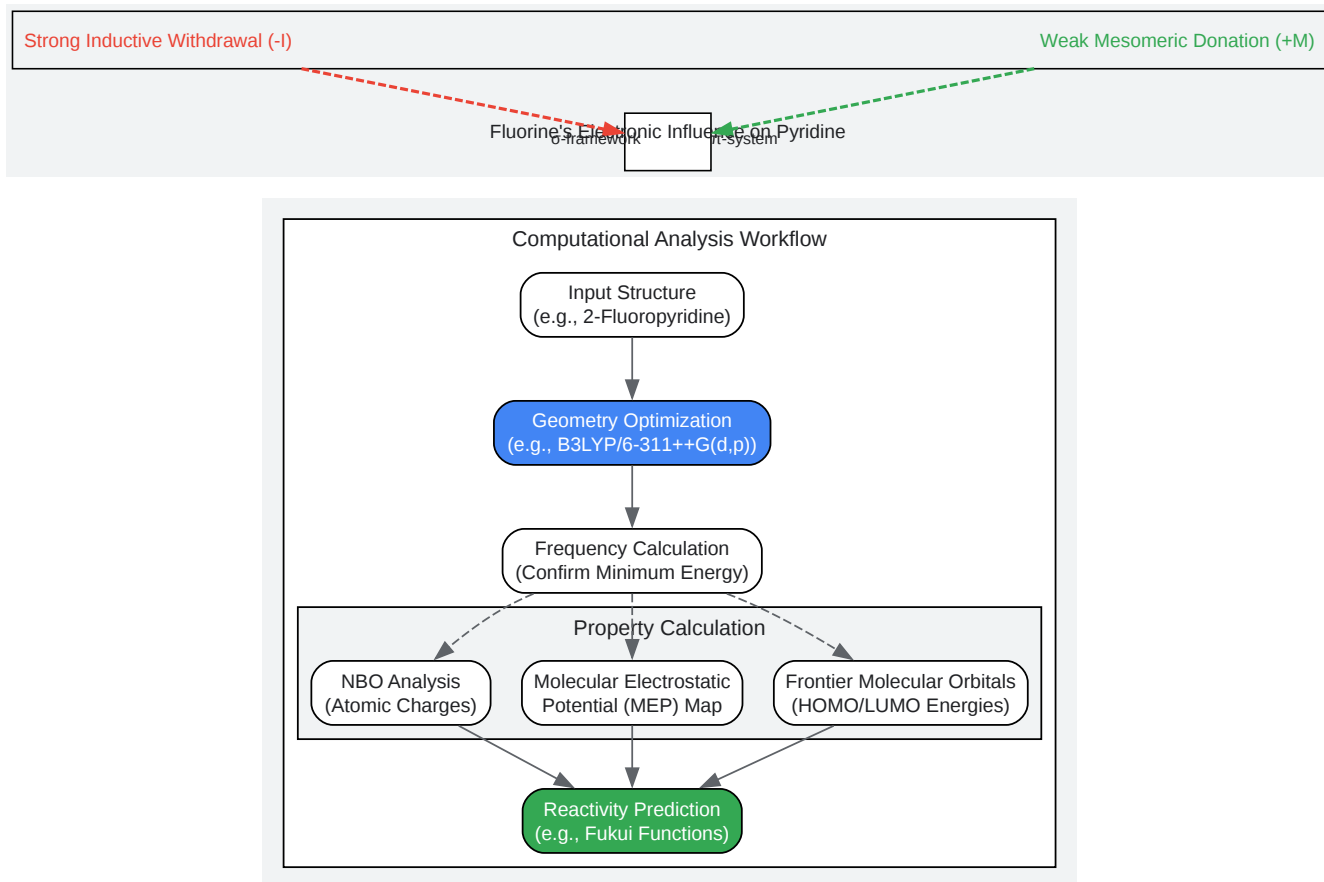 Strong Inductive Withdrawal (-I)
Weak Mesomeric Donation (+M)
Fluorine's Electronic Influence on Pyridine
σ-framework
π-system
Computational Analysis Workflow
Input Structure
(e.g., 2-Fluoropyridine)
Geometry Optimization
(e.g., B3LYP/6-311++G(d,p))
Frequency Calculation
(Confirm Minimum Energy)
Property Calculation
NBO Analysis
(Atomic Charges)
Molecular Electrostatic
Potential (MEP) Map
Frontier Molecular Orbitals
(HOMO/LUMO Energies)
Reactivity Prediction
(e.g., Fukui Functions)